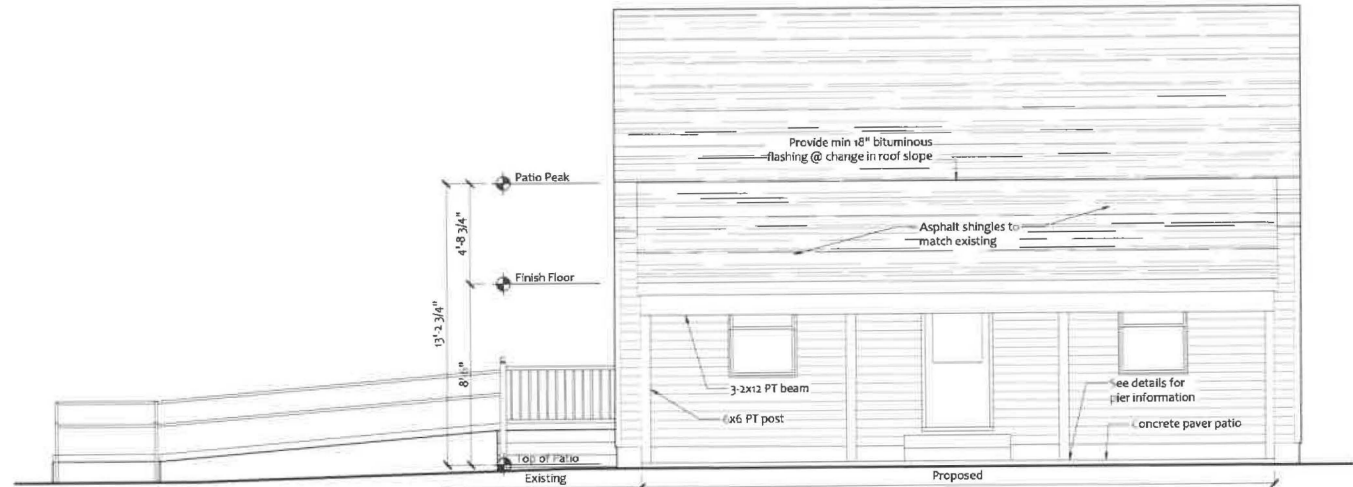 Provide min 18" bituminous
flashing @ change in roof slope
Patio Peak
4'-8 3/4"
Asphalt shingles to
match existing
Finish Floor
13'-2 3/4"
8'-6"
3-2x12 PT beam
6x6 PT post
See details for
pier information
Concrete paver patio
Top of Patio
Existing
Proposed